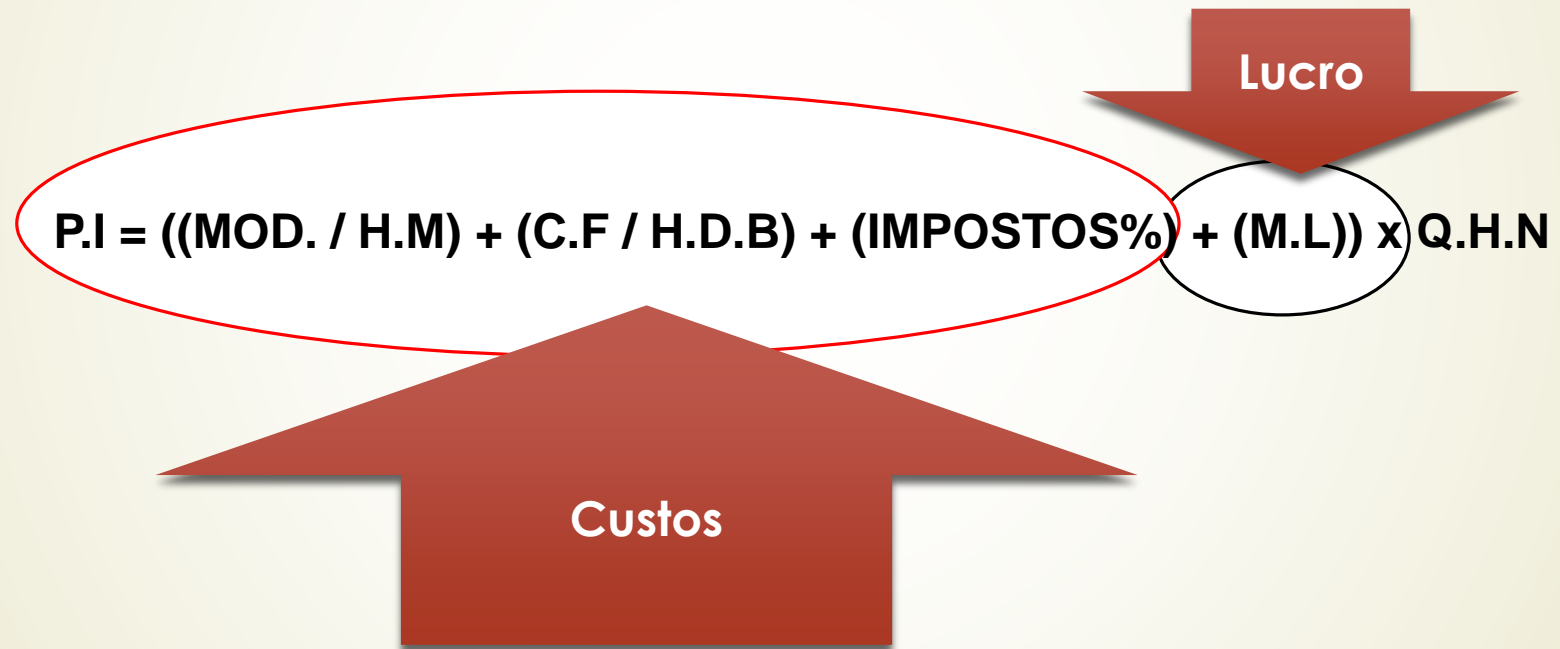 Lucro
P.I = ((MOD. / H.M) + (C.F / H.D.B) + (IMPOSTOS%) + (M.L)) x Q.H.N
Custos